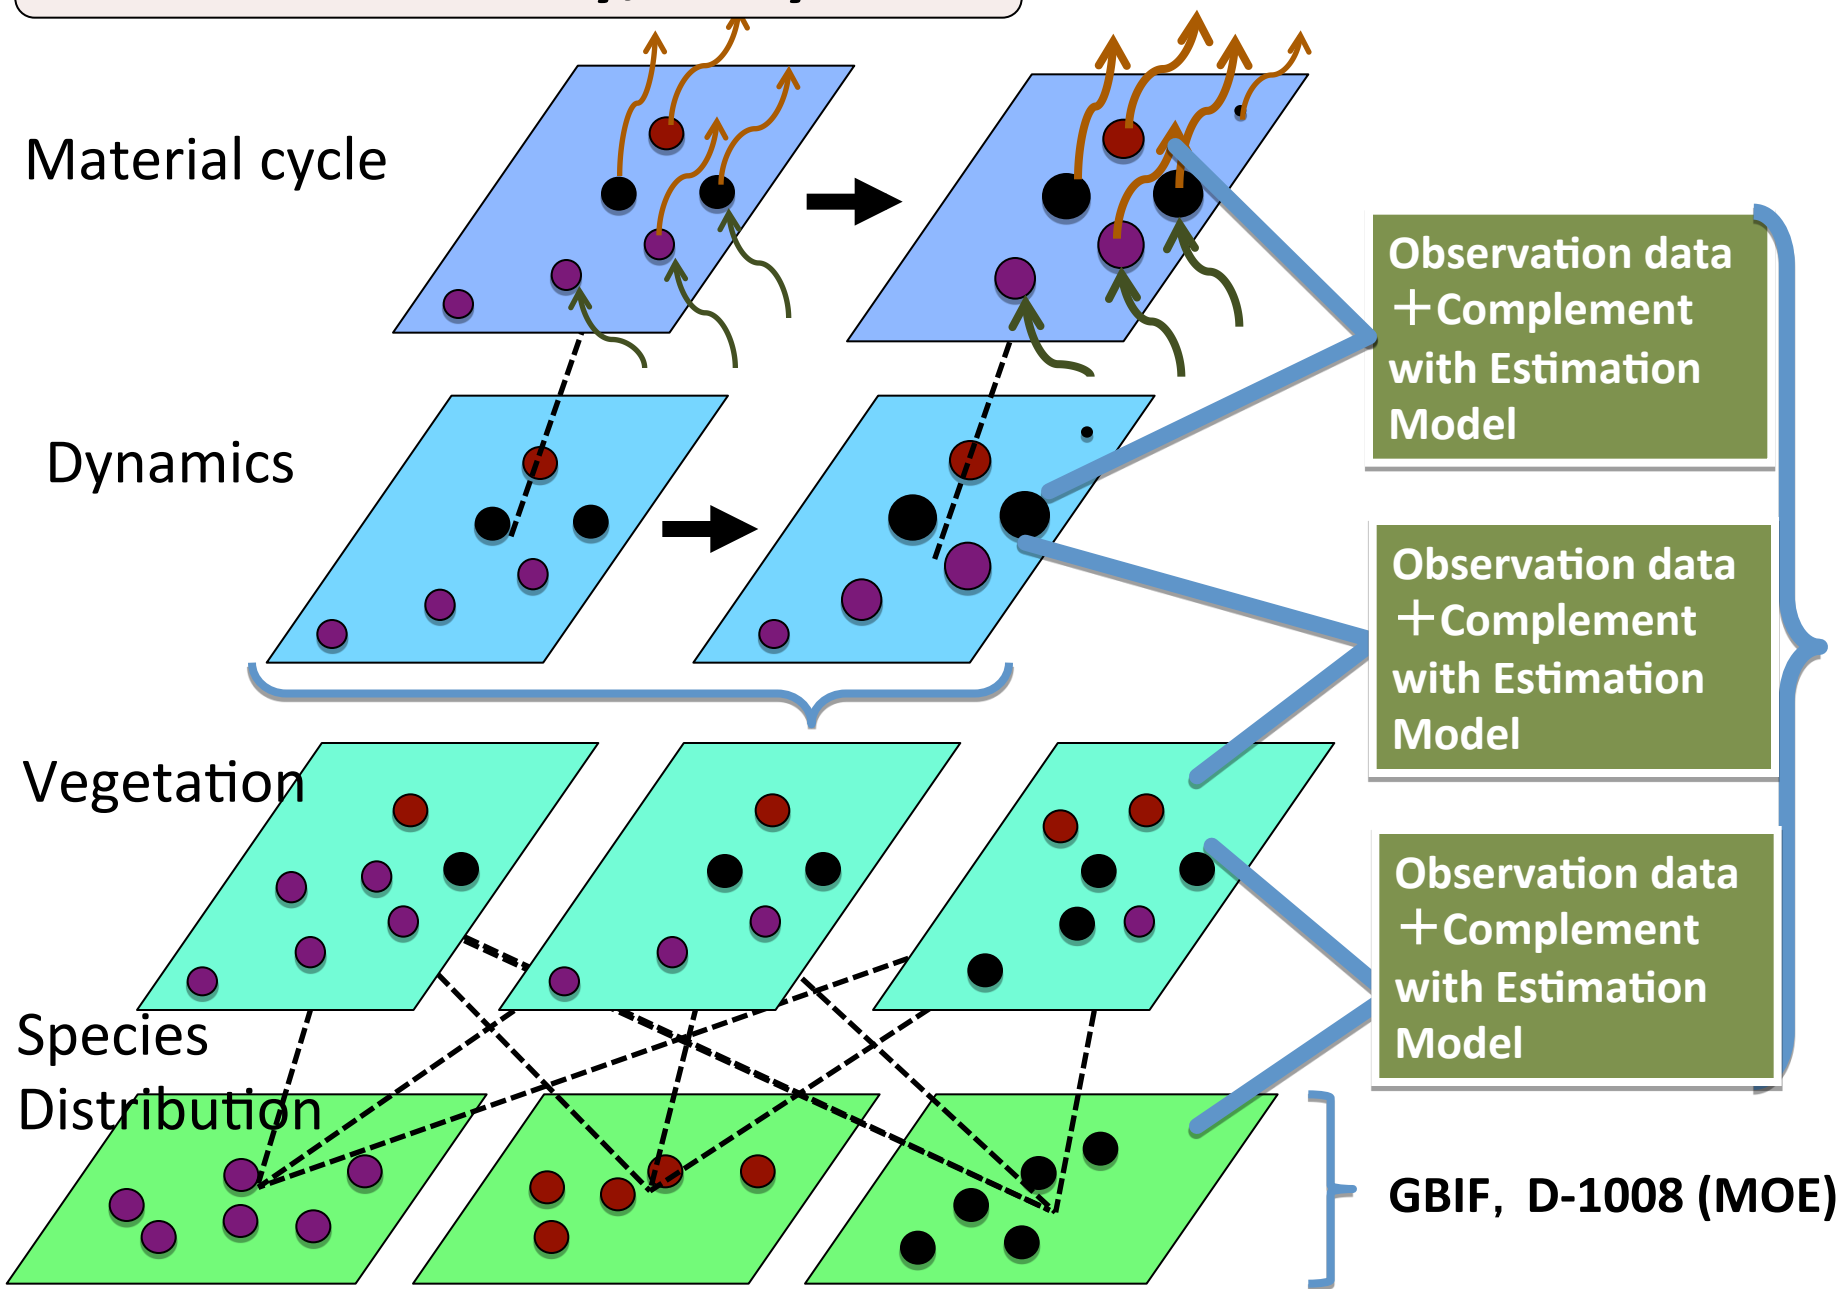 Material cycle
Observation data
+Complement
with Estimation
Model
Dynamics
Observation data
+Complement
with Estimation
Model
Vegetation
Observation data
+Complement
with Estimation
Model
Species
Distribution
GBIF, D-1008 (MOE)